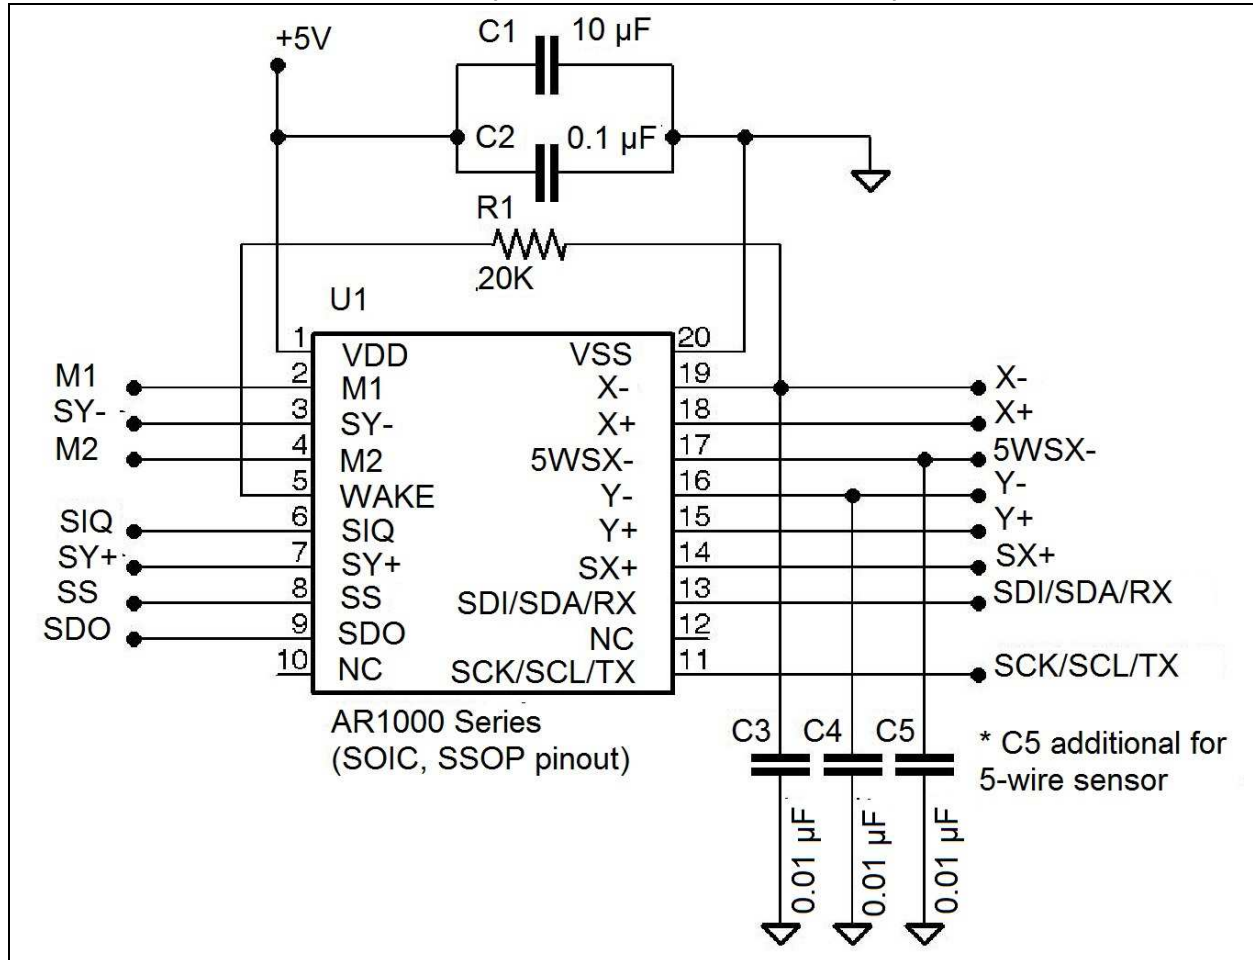 C1 10 µF
+5V
C2 0.1 µF
R1
20K
U1
1 VDD
VSS 20
M1 2 M1
X- 19 X-
SY- 3 SY-
X+ 18 X+
M2 4 M2
5WSX- 17 5WSX-
5 WAKE
Y- 16 Y-
SIQ 6 SIQ
Y+ 15 Y+
SY+ 7 SY+
SX+ 14 SX+
SS 8 SS
SDI/SDA/RX 13 SDI/SDA/RX
SDO 9 SDO
NC 12
10 NC
SCK/SCL/TX 11 SCK/SCL/TX
AR1000 Series
(SOIC, SSOP pinout)
C3 C4 C5
* C5 additional for
5-wire sensor
0.01 µF
0.01 µF
0.01 µF